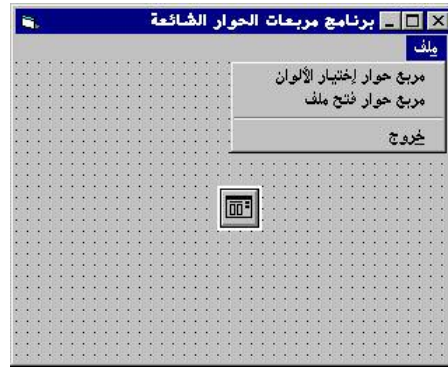 برنامج مربعات الحوار الشائعة
ملف
مربع حوار إختيار الألوان
مربع حوار فتح ملف
خروج